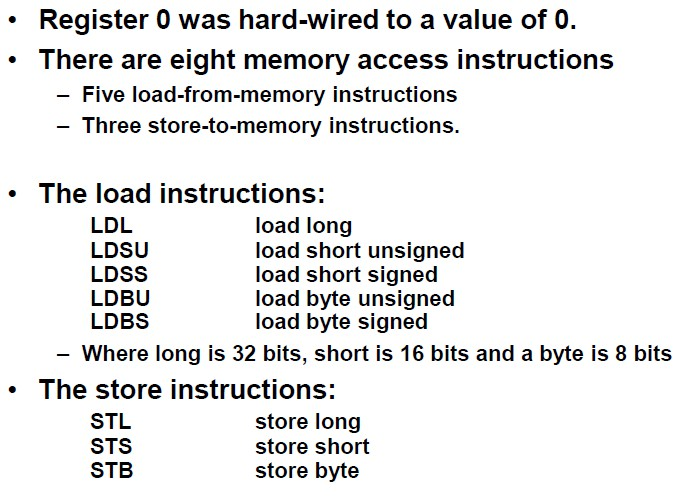 • Register 0 was hard-wired to a value of 0.
• There are eight memory access instructions
– Five load-from-memory instructions
– Three store-to-memory instructions.
• The load instructions:
LDL load long
LDSU load short unsigned
LDSS load short signed
LDBU load byte unsigned
LDBS load byte signed
– Where long is 32 bits, short is 16 bits and a byte is 8 bits
• The store instructions:
STL store long
STS store short
STB store byte